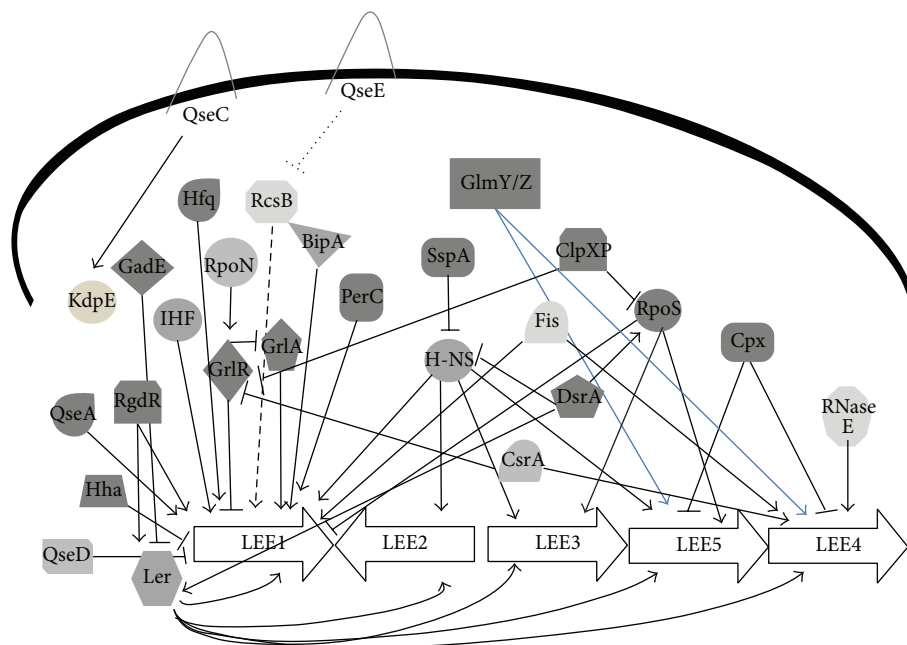 QseE
QseC
GlmY/Z
Hfq
RcsB
BipA
ClpXP
SspA
GadE
RpoN
KdpE
PerC
RpoS
IHF
Fis
GrlA
Cpx
H-NS
GrlR
DsrA
QseA
RgdR
RNase
E
CsrA
Hha
LEE1
LEE2
LEE3
LEE5
LEE4
QseD
Ler